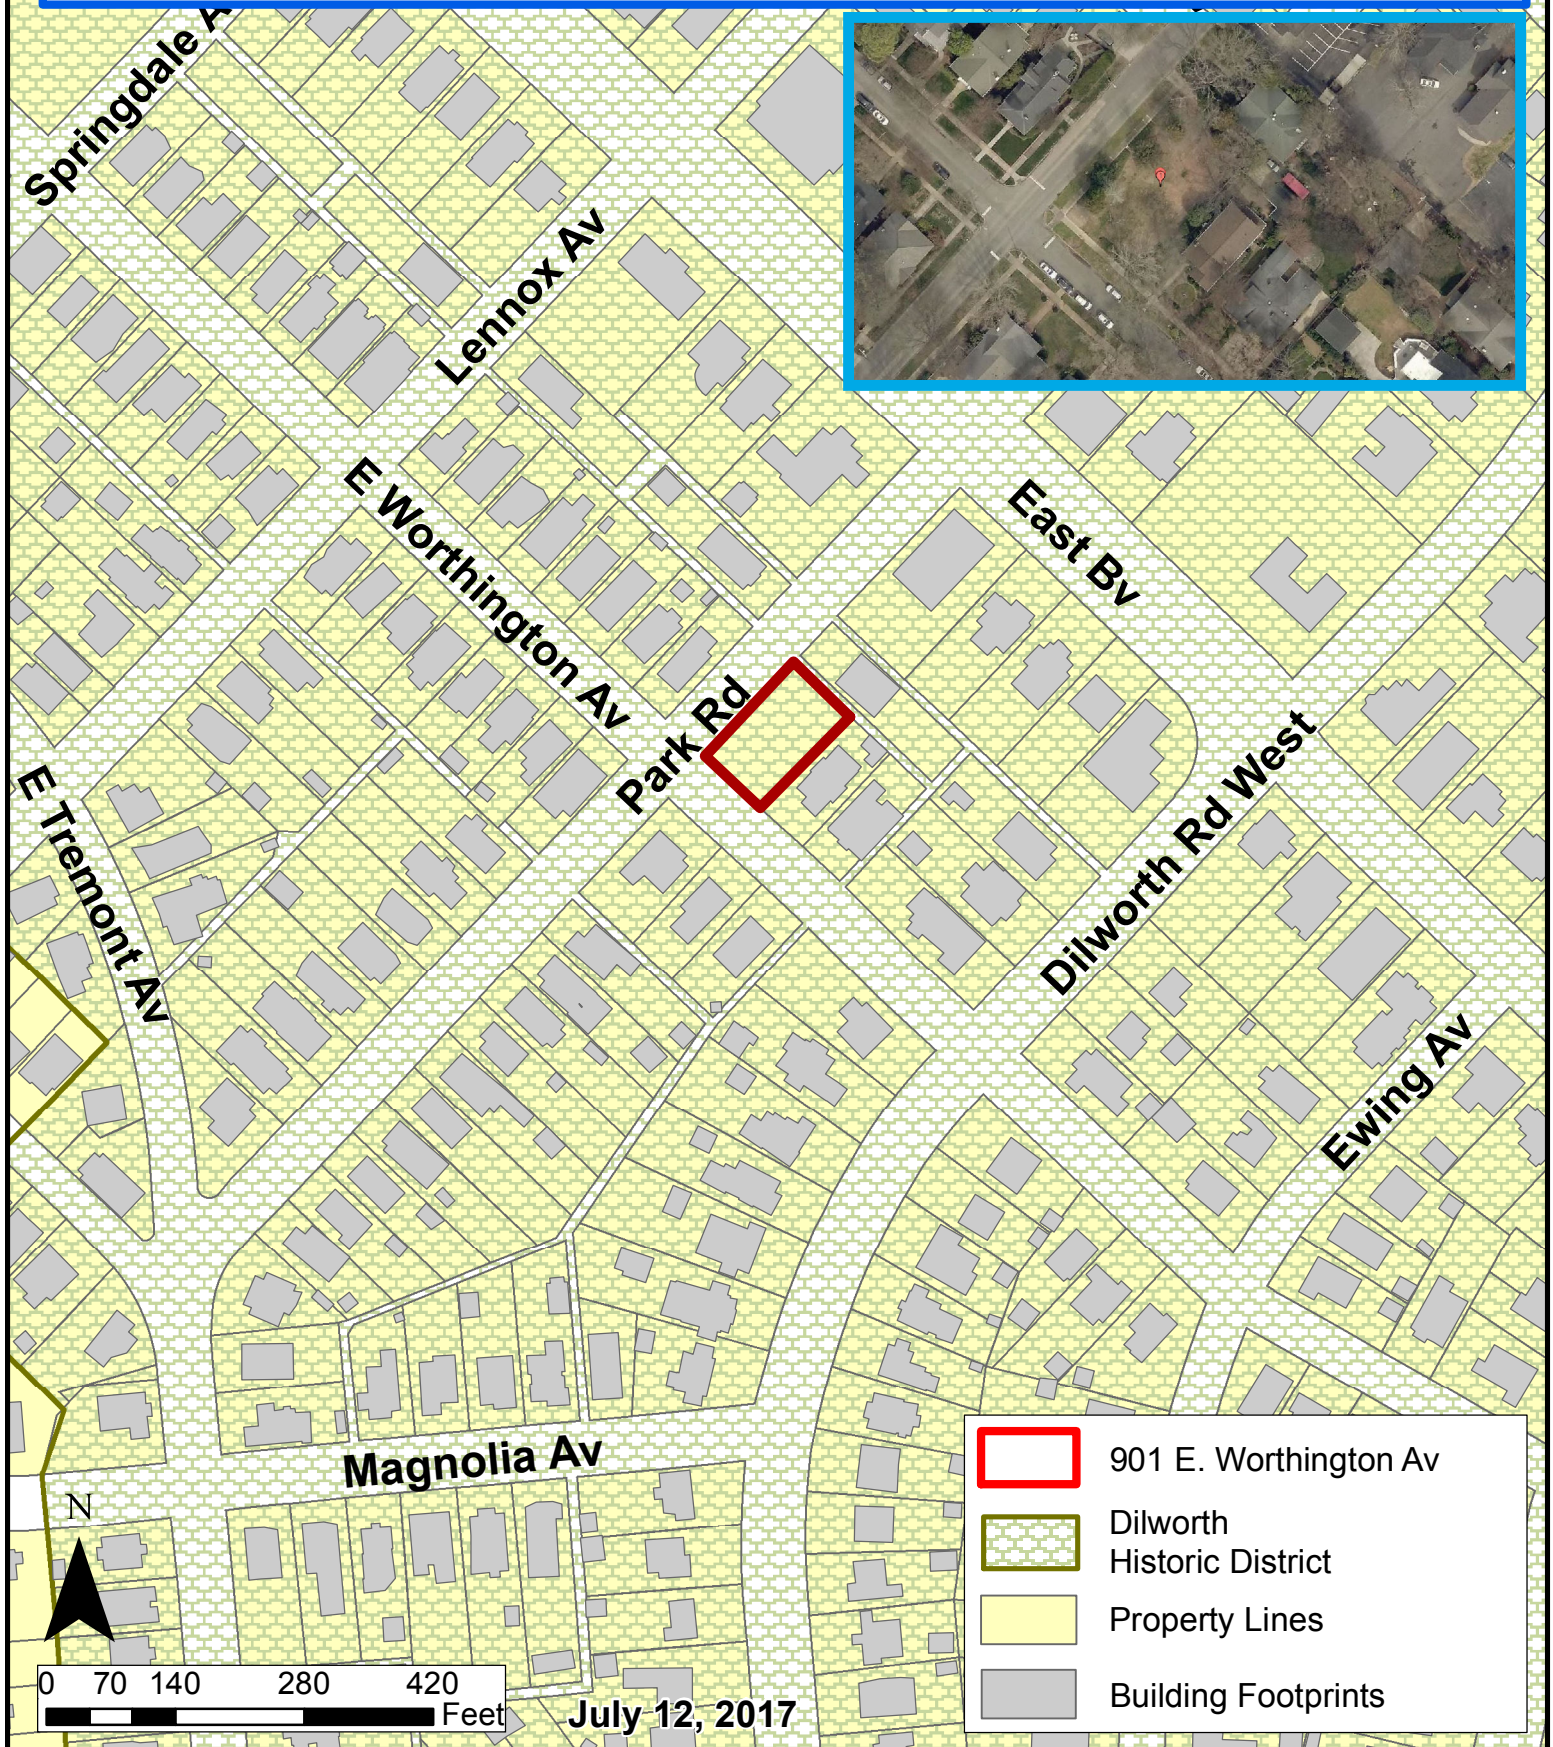 Springdale A
Lennox Av
E Worthington Av
East Bv
Park Rd
Dilworth Rd West
E Tremont Av
Ewing Av
Magnolia Av
N
0 70 140 280 420
Feet
July 12, 2017
901 E. Worthington Av
Dilworth
Historic District
Property Lines
Building Footprints